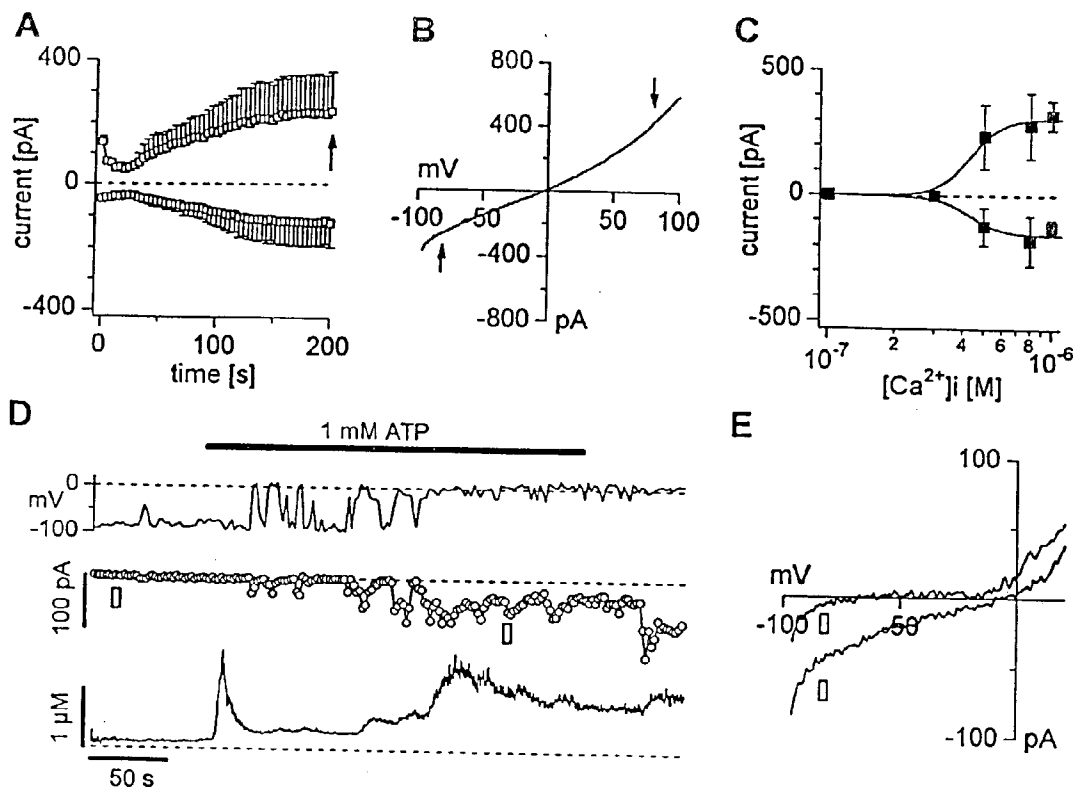 A
400
0
-400
current [pA]
0 100 200
time [s]
B
800
400
mV
-100 50 50 100
-400
-800 pA
C
500
0
-500
current [pA]
10-7 2 4 6 8 10-6
[Ca2+]i [M]
D
1 mM ATP
0
mV
-100
100 pA
1 µM
50 s
E
100
mV
-100 50
-100 pA